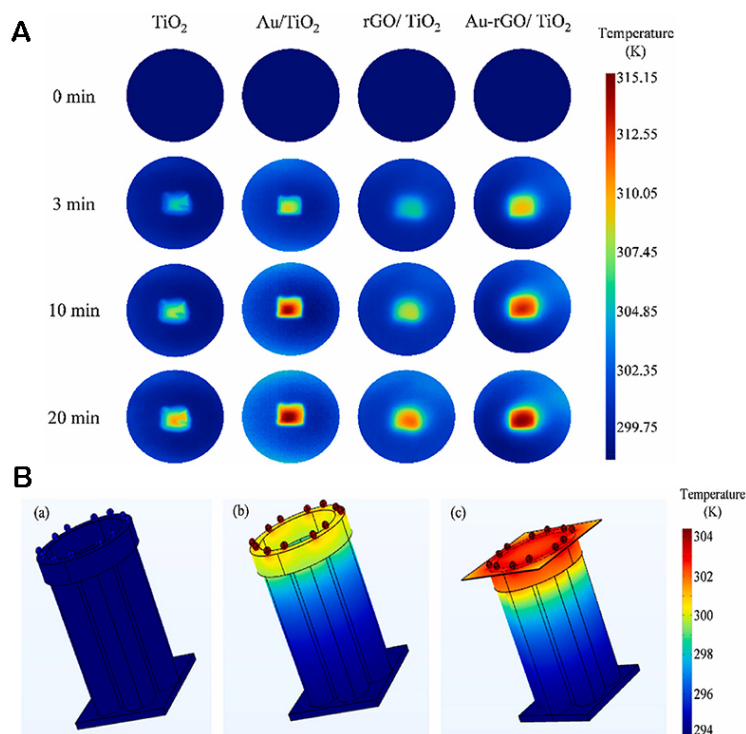 A
TiO₂
Au/TiO₂
rGO/ TiO₂
Au-rGO/ TiO₂
Temperature
(K)
0 min
3 min
10 min
20 min
315.15
312.55
310.05
307.45
304.85
302.35
299.75
B
(a)
(b)
(c)
Temperature
(K)
304
302
300
298
296
294